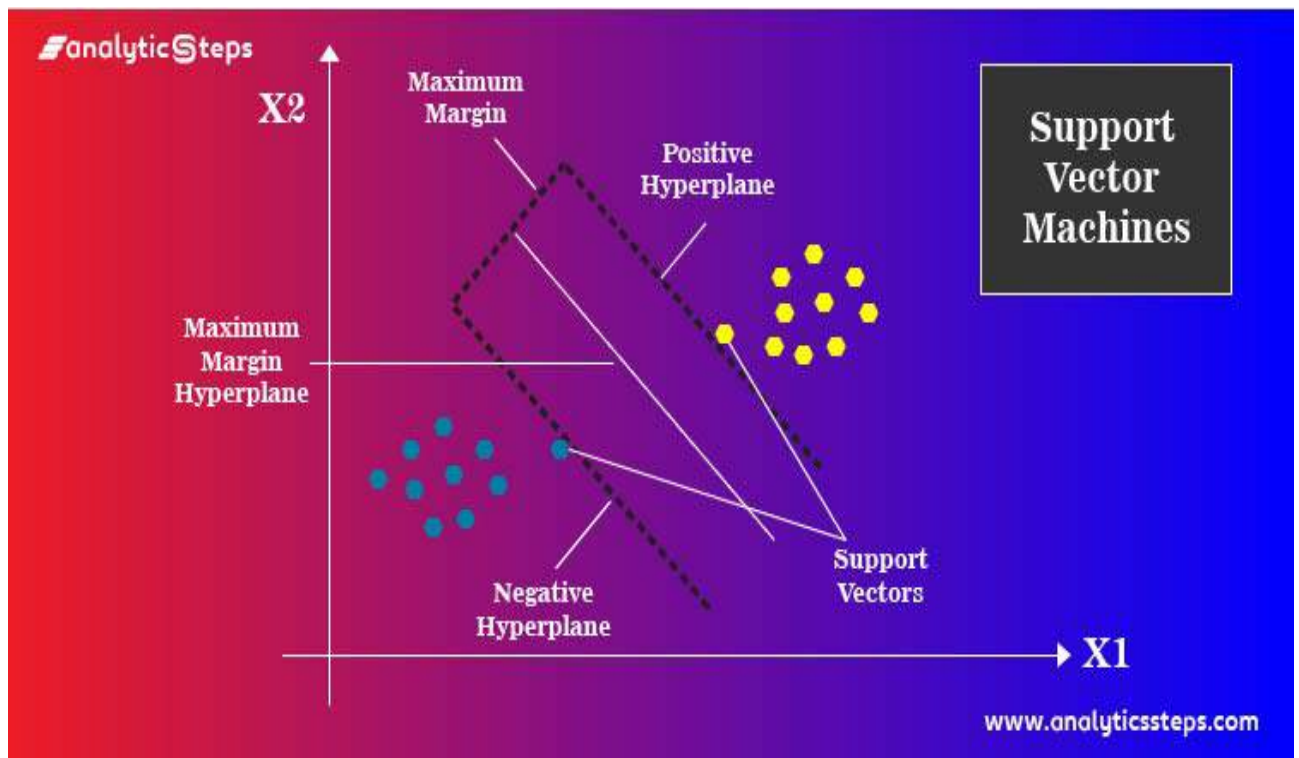 analyticSteps
X2
Maximum
Margin
Positive
Hyperplane
Support
Vector
Machines
Maximum
Margin
Hyperplane
Support
Vectors
Negative
Hyperplane
X1
www.analyticssteps.com